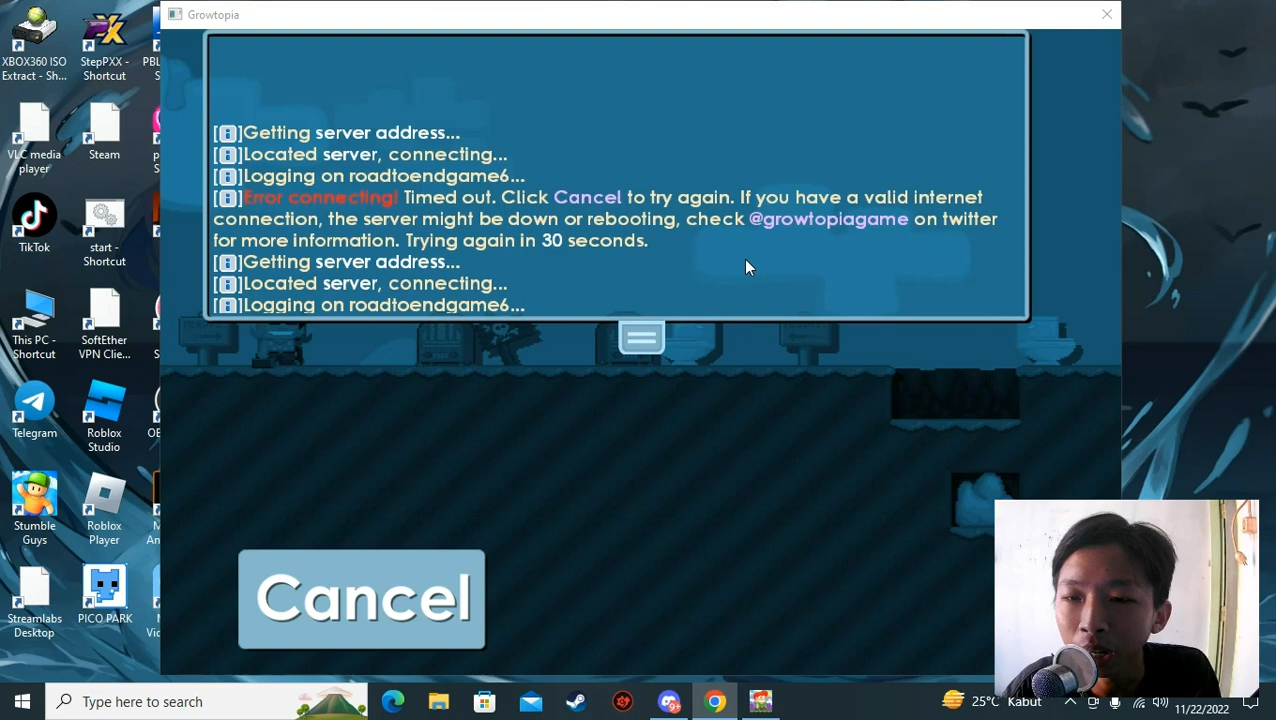 Growtopia
XBOX360 ISO
Extract - Sh...
StepPXX -
Shortcut
PBL
S
[i]Getting server address...
[i]Located server, connecting...
[i]Logging on roadtoendgame6...
[i]Error connecting! Timed out. Click Cancel to try again. If you have a valid internet
connection, the server might be down or rebooting, check @growtopiagame on twitter
for more information. Trying again in 30 seconds.
[i]Getting server address...
[i]Located server, connecting...
[i]Logging on roadtoendgame6...
VLC media
player
Steam
TikTok
start -
Shortcut
This PC -
Shortcut
SoftEther
VPN Clie...
Telegram
Roblox
Studio
Stumble
Guys
Roblox
Player
Streamlabs
Desktop
PICO PARK
Cancel
Type here to search
25°C Kabut
11/22/2022